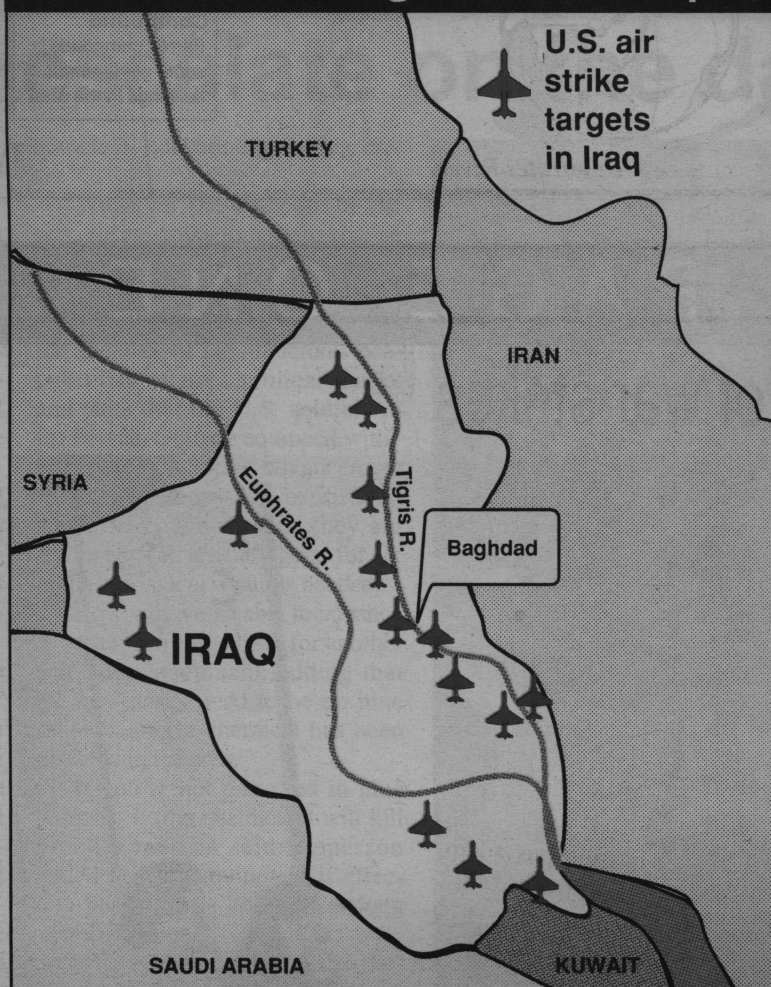 U.S. air
strike
targets
in Iraq
TURKEY
IRAN
SYRIA
Euphrates R.
Tigris R.
Baghdad
IRAQ
SAUDI ARABIA
KUWAIT